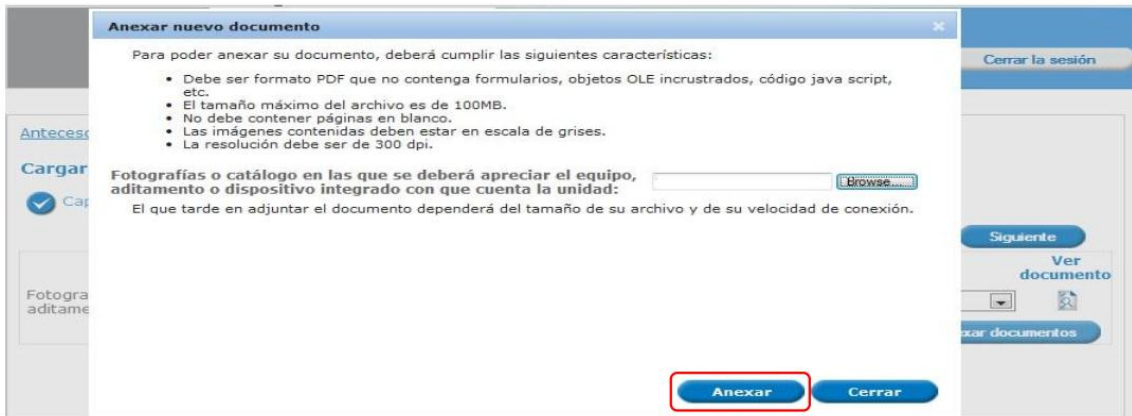 Anexar nuevo documento
Para poder anexar su documento, deberá cumplir las siguientes características:
Cerrar la sesión
• Debe ser formato PDF que no contenga formularios, objetos OLE incrustrados, código java script,
etc.
• El tamaño máximo del archivo es de 100MB.
• No debe contener páginas en blanco.
• Las imágenes contenidas deben estar en escala de grises.
• La resolución debe ser de 300 dpi.
Anteceso
Cargar
Fotografías o catálogo en las que se deberá apreciar el equipo,
aditamento o dispositivo integrado con que cuenta la unidad:
Browse...
Cap
El que tarde en adjuntar el documento dependerá del tamaño de su archivo y de su velocidad de conexión.
Siguiente
Ver
documento
Fotogra
aditame
xar documentos
Anexar
Cerrar